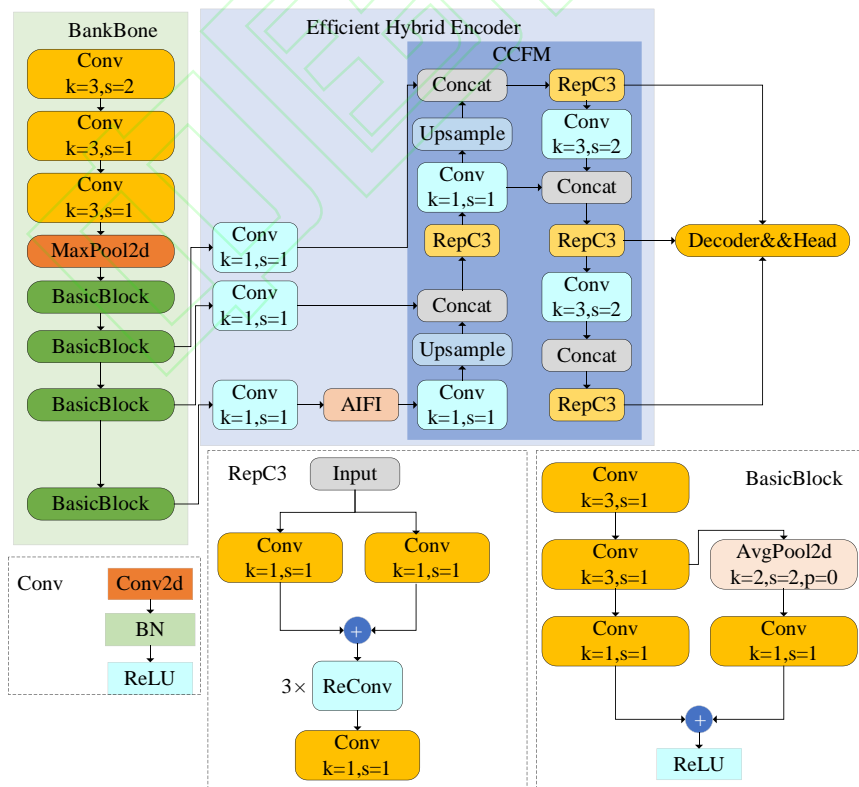 BankBone
Conv
k=3,s=2
Conv
k=3,s=1
Conv
k=3,s=1
MaxPool2d
BasicBlock
BasicBlock
BasicBlock
BasicBlock
Efficient Hybrid Encoder
Conv
k=1,s=1
Conv
k=1,s=1
Conv
k=1,s=1
AIFI
CCFM
Concat
Upsample
Conv
k=1,s=1
RepC3
Concat
Upsample
Conv
k=1,s=1
RepC3
Conv
k=3,s=2
Concat
RepC3
Conv
k=3,s=2
Concat
RepC3
Decoder&&Head
Conv
Conv2d
BN
ReLU
RepC3
Input
Conv
k=1,s=1
Conv
k=1,s=1
+
3×
ReConv
Conv
k=1,s=1
BasicBlock
Conv
k=3,s=1
Conv
k=3,s=1
AvgPool2d
k=2,s=2,p=0
Conv
k=1,s=1
Conv
k=1,s=1
+
ReLU